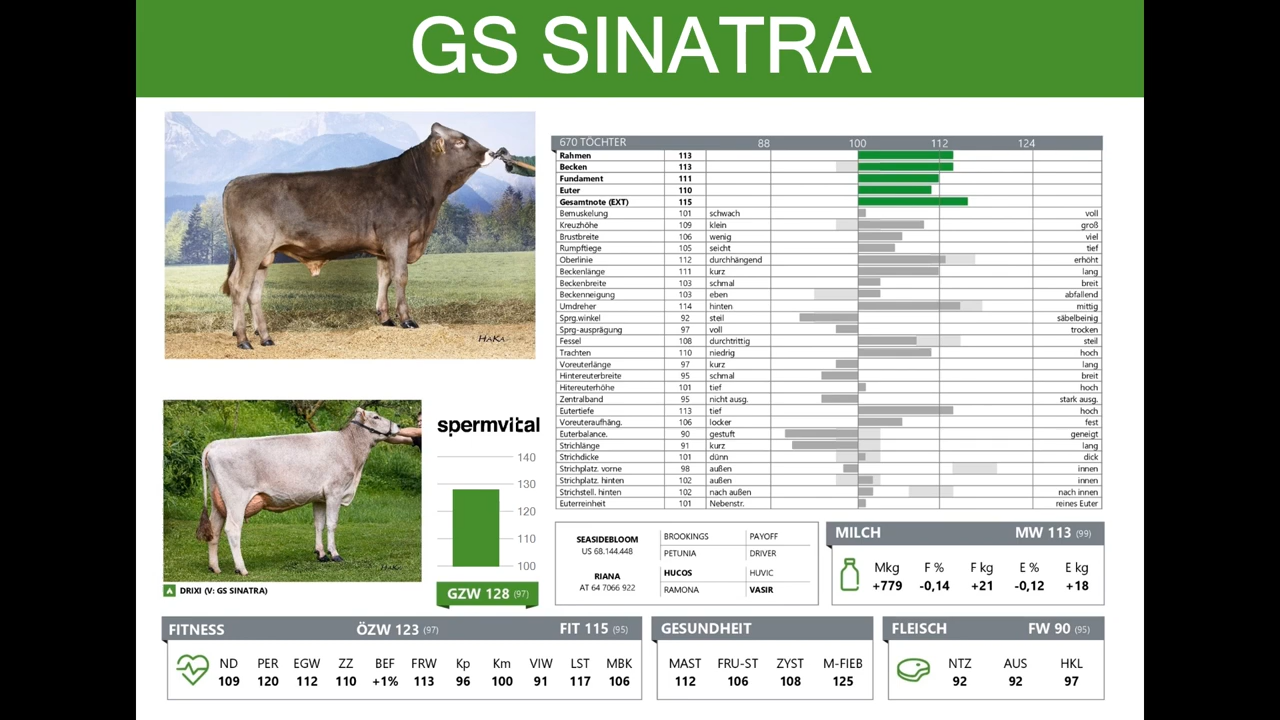 GS SINATRA
HaKa
670 TÖCHTER 88 100 112 124
Rahmen 113
Becken 113
Fundament 111
Euter 110
Gesamtnote (EXT) 115
Bemuskelung 101 schwach voll
Kreuzhöhe 109 klein groß
Brustbreite 106 wenig viel
Rumpftiege 105 seicht tief
Oberlinie 112 durchhängend erhöht
Beckenlänge 111 kurz lang
Beckenbreite 103 schmal breit
Beckenneigung 103 eben abfallend
Umdreher 114 hinten mittig
Sprg.winkel 92 steil säbelbeinig
Sprg-ausprägung 97 voll trocken
Fessel 108 durchtrittig steil
Trachten 110 niedrig hoch
Voreuterlänge 97 kurz lang
Hintereuterbreite 95 schmal breit
Hitereuterhöhe 101 tief hoch
Zentralband 95 nicht ausg. stark ausg.
Eutertiefe 113 tief hoch
Voreuteraufhäng. 106 locker fest
Euterbalance. 90 gestuft geneigt
Strichlänge 91 kurz lang
Strichdicke 101 dünn dick
Strichplatz. vorne 98 außen innen
Strichplatz. hinten 102 außen innen
Strichstell. hinten 102 nach außen nach innen
Euterreinheit 101 Nebenstr. reines Euter
HaKa
DRIXI (V: GS SINATRA)
spermvital
140
130
120
110
100
GZW 128 (97)
SEASIDEBLOOM
US 68.144.448
RIANA
AT 64 7066 922
BROOKINGS PAYOFF
PETUNIA DRIVER
HUCOS HUVIC
RAMONA VASIR
MILCH MW 113 (99)
Mkg F % F kg E % E kg
+779 -0,14 +21 -0,12 +18
FITNESS ÖZW 123 (97) FIT 115 (95)
ND PER EGW ZZ BEF FRW Kp Km VIW LST MBK
109 120 112 110 +1% 113 96 100 91 117 106
GESUNDHEIT
MAST FRU-ST ZYST M-FIEB
112 106 108 125
FLEISCH FW 90 (95)
NTZ AUS HKL
92 92 97